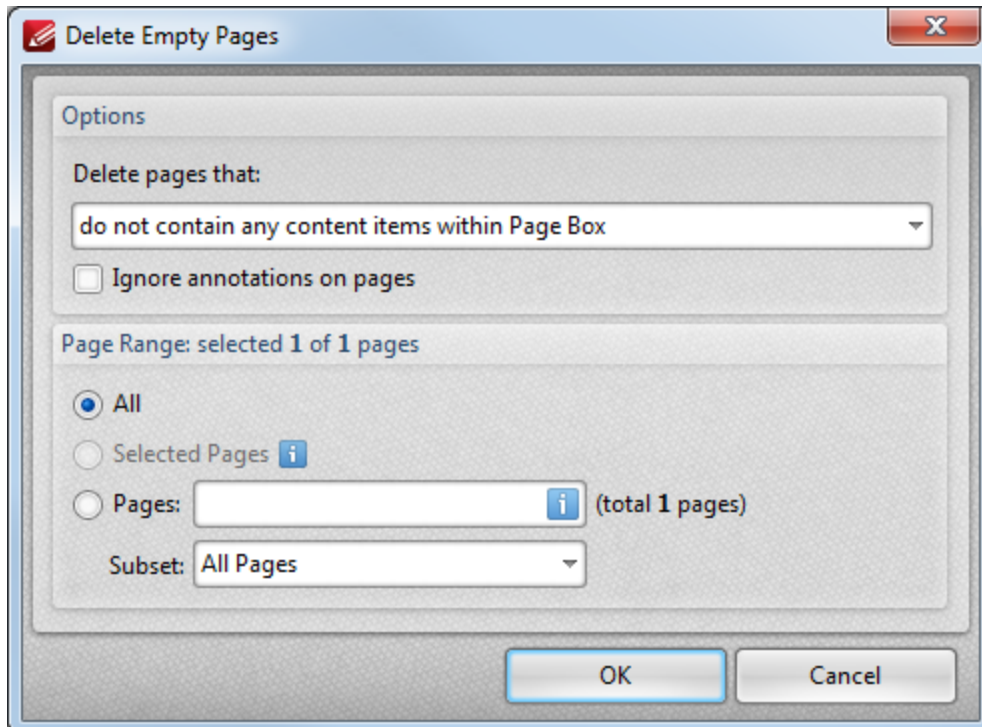 Delete Empty Pages
Options
Delete pages that:
do not contain any content items within Page Box
Ignore annotations on pages
Page Range: selected 1 of 1 pages
All
Selected Pages i
Pages: i (total 1 pages)
Subset: All Pages
OK Cancel